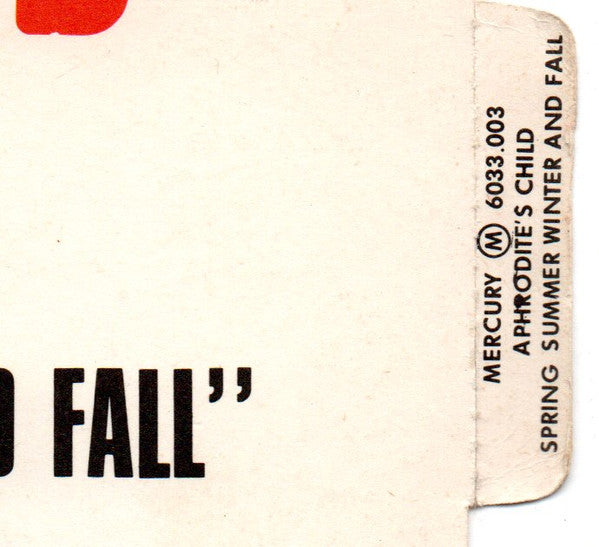 FALL”
MERCURY M 6033.003
APHRODITE'S CHILD
SPRING SUMMER WINTER AND FALL